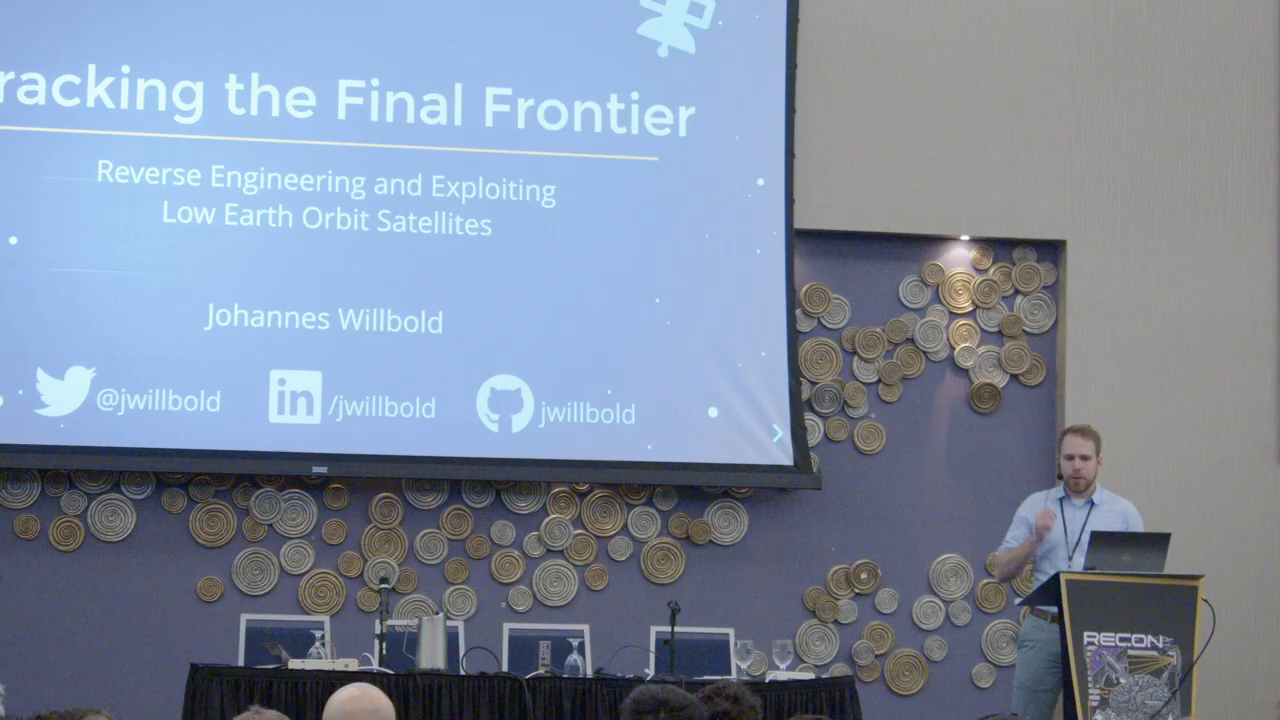 racking the Final Frontier
Reverse Engineering and Exploiting
Low Earth Orbit Satellites
Johannes Willbold
@jwillbold
/jwillbold
jwillbold
RECON